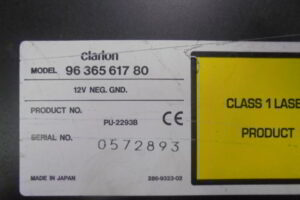 clarion
MODEL 96 365 617 80
12V NEG. GND.
PRODUCT NO.
PU-2293B
CE
SERIAL NO.
0572893
MADE IN JAPAN
286-9323-02
CLASS 1 LASE
PRODUCT